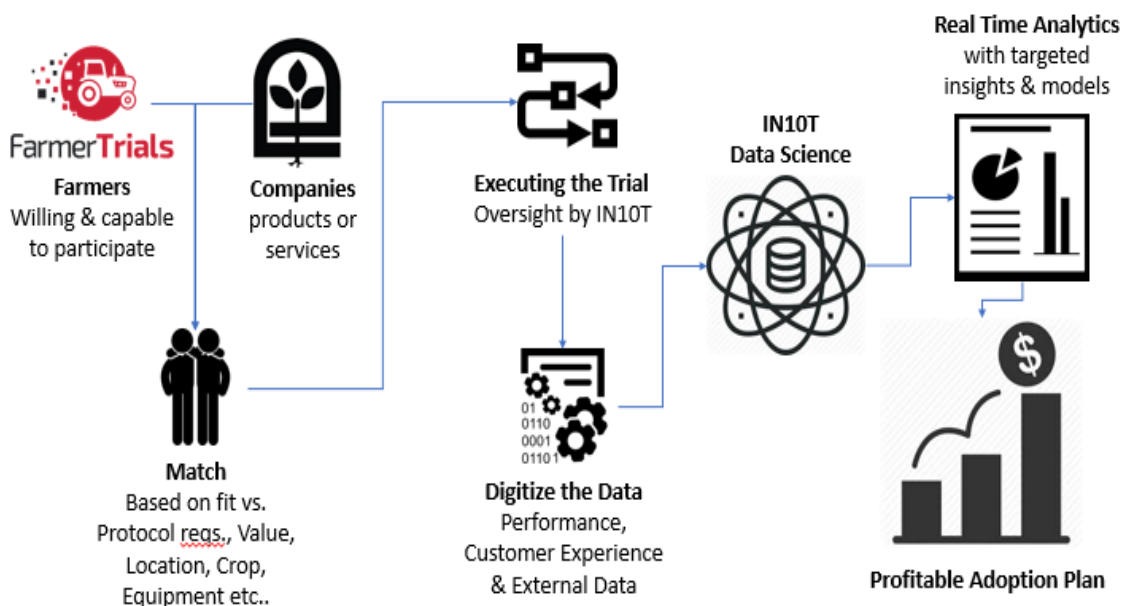 FarmerTrials
Farmers
Willing & capable
to participate
Companies
products or
services
Match
Based on fit vs.
Protocol reqs., Value,
Location, Crop,
Equipment etc..
Executing the Trial
Oversight by IN10T
01
0110
0001
01101
Digitize the Data
Performance,
Customer Experience
& External Data
IN10T
Data Science
Real Time Analytics
with targeted
insights & models
$
Profitable Adoption Plan